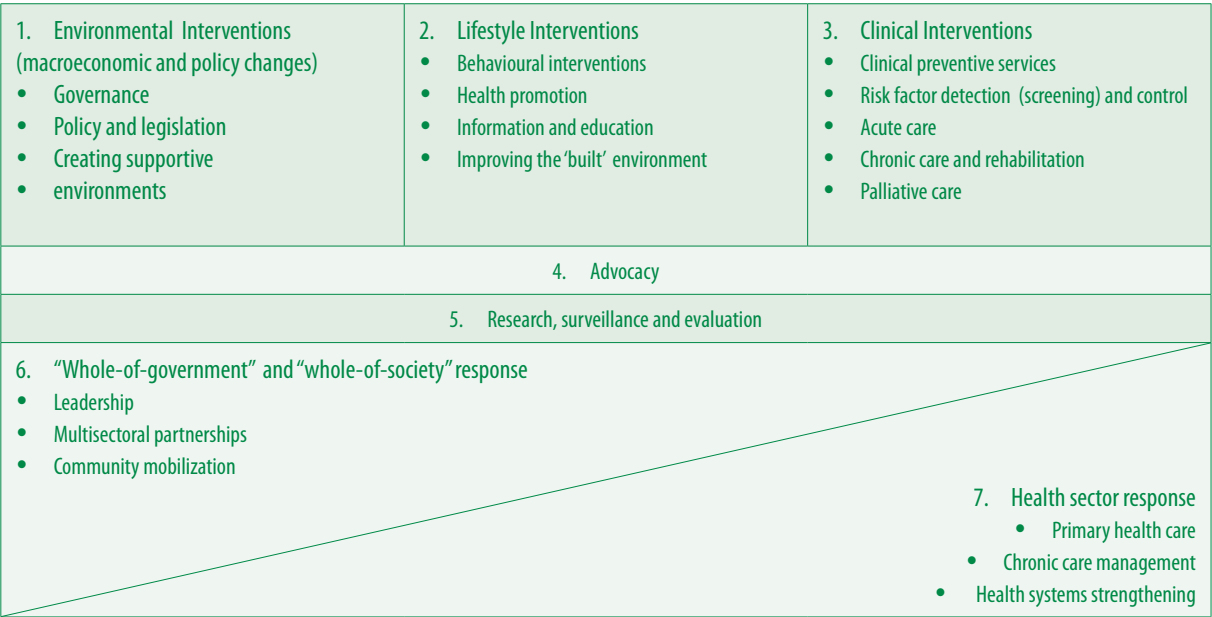 1. Environmental Interventions
(macroeconomic and policy changes)
• Governance
• Policy and legislation
• Creating supportive
• environments
2. Lifestyle Interventions
• Behavioural interventions
• Health promotion
• Information and education
• Improving the ‘built’ environment
3. Clinical Interventions
• Clinical preventive services
• Risk factor detection (screening) and control
• Acute care
• Chronic care and rehabilitation
• Palliative care
4. Advocacy
5. Research, surveillance and evaluation
6. “Whole-of-government” and “whole-of-society” response
• Leadership
• Multisectoral partnerships
• Community mobilization
7. Health sector response
• Primary health care
• Chronic care management
• Health systems strengthening